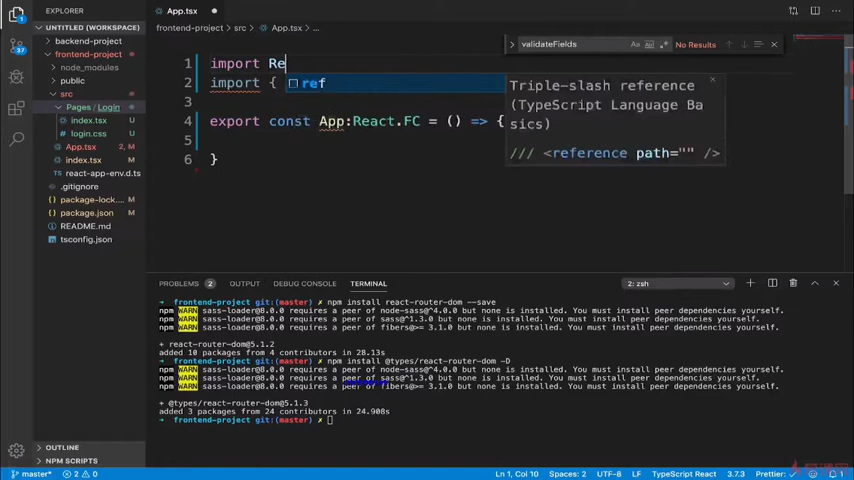 EXPLORER
UNTITLED (WORKSPACE)
backend-project
frontend-project
node_modules
public
src
Pages / Login
index.tsx U
login.css U
App.tsx 2, M
index.tsx M
react-app-env.d.ts
.gitignore
package-lock.... M
package.json M
README.md
tsconfig.json
OUTLINE
NPM SCRIPTS
1
37
App.tsx
frontend-project > src > App.tsx > ...
validateFields Aa Ab| .* No Results
1 import Re
2 import {
3
4 export const App:React.FC = () => {
5
6 }
ref
Triple-slash reference
(TypeScript Language Ba
sics)
/// <reference path="" />
PROBLEMS 2 OUTPUT DEBUG CONSOLE TERMINAL 2: zsh
→ frontend-project git:(master) ✗ npm install react-router-dom --save
npm WARN sass-loader@8.0.0 requires a peer of node-sass@^4.0.0 but none is installed. You must install peer dependencies yourself.
npm WARN sass-loader@8.0.0 requires a peer of sass@^1.3.0 but none is installed. You must install peer dependencies yourself.
npm WARN sass-loader@8.0.0 requires a peer of fibers@>= 3.1.0 but none is installed. You must install peer dependencies yourself.
+ react-router-dom@5.1.2
added 10 packages from 4 contributors in 28.13s
→ frontend-project git:(master) ✗ npm install @types/react-router-dom -D
npm WARN sass-loader@8.0.0 requires a peer of node-sass@^4.0.0 but none is installed. You must install peer dependencies yourself.
npm WARN sass-loader@8.0.0 requires a peer of sass@^1.3.0 but none is installed. You must install peer dependencies yourself.
npm WARN sass-loader@8.0.0 requires a peer of fibers@>= 3.1.0 but none is installed. You must install peer dependencies yourself.
+ @types/react-router-dom@5.1.3
added 3 packages from 24 contributors in 24.908s
→ frontend-project git:(master) ✗
master* 2 0 Ln 1, Col 10 Spaces: 2 UTF-8 LF TypeScript React 3.7.3 Prettier: ✓ 1